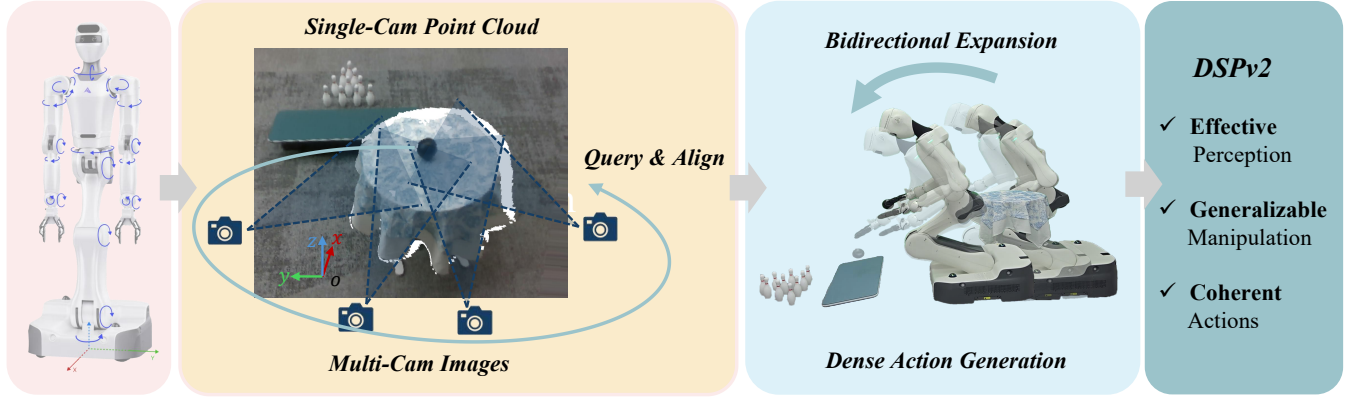 Single-Cam Point Cloud
Query & Align
z
x
y
o
Multi-Cam Images
Bidirectional Expansion
Dense Action Generation
DSPv2
✓ Effective
Perception
✓ Generalizable
Manipulation
✓ Coherent
Actions
X
Y